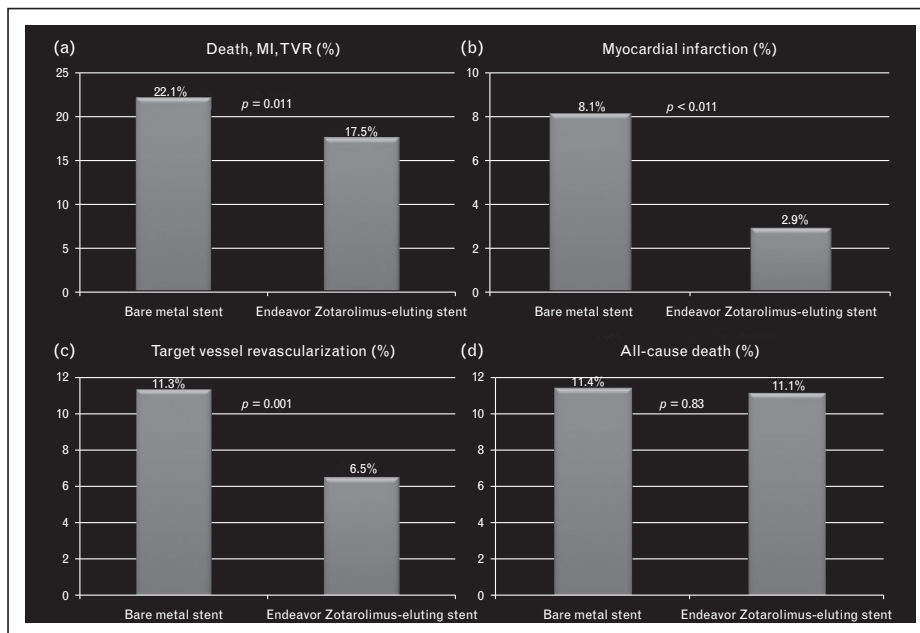 (a)
Death, MI, TVR (%)
25
20
15
10
5
0
22.1%
p = 0.011
17.5%
Bare metal stent
Endeavor Zotarolimus-eluting stent
(b)
Myocardial infarction (%)
10
8
6
4
2
0
8.1%
p < 0.011
2.9%
Bare metal stent
Endeavor Zotarolimus-eluting stent
(c)
Target vessel revascularization (%)
12
10
8
6
4
2
0
11.3%
p = 0.001
6.5%
Bare metal stent
Endeavor Zotarolimus-eluting stent
(d)
All-cause death (%)
12
10
8
6
4
2
0
11.4%
p = 0.83
11.1%
Bare metal stent
Endeavor Zotarolimus-eluting stent